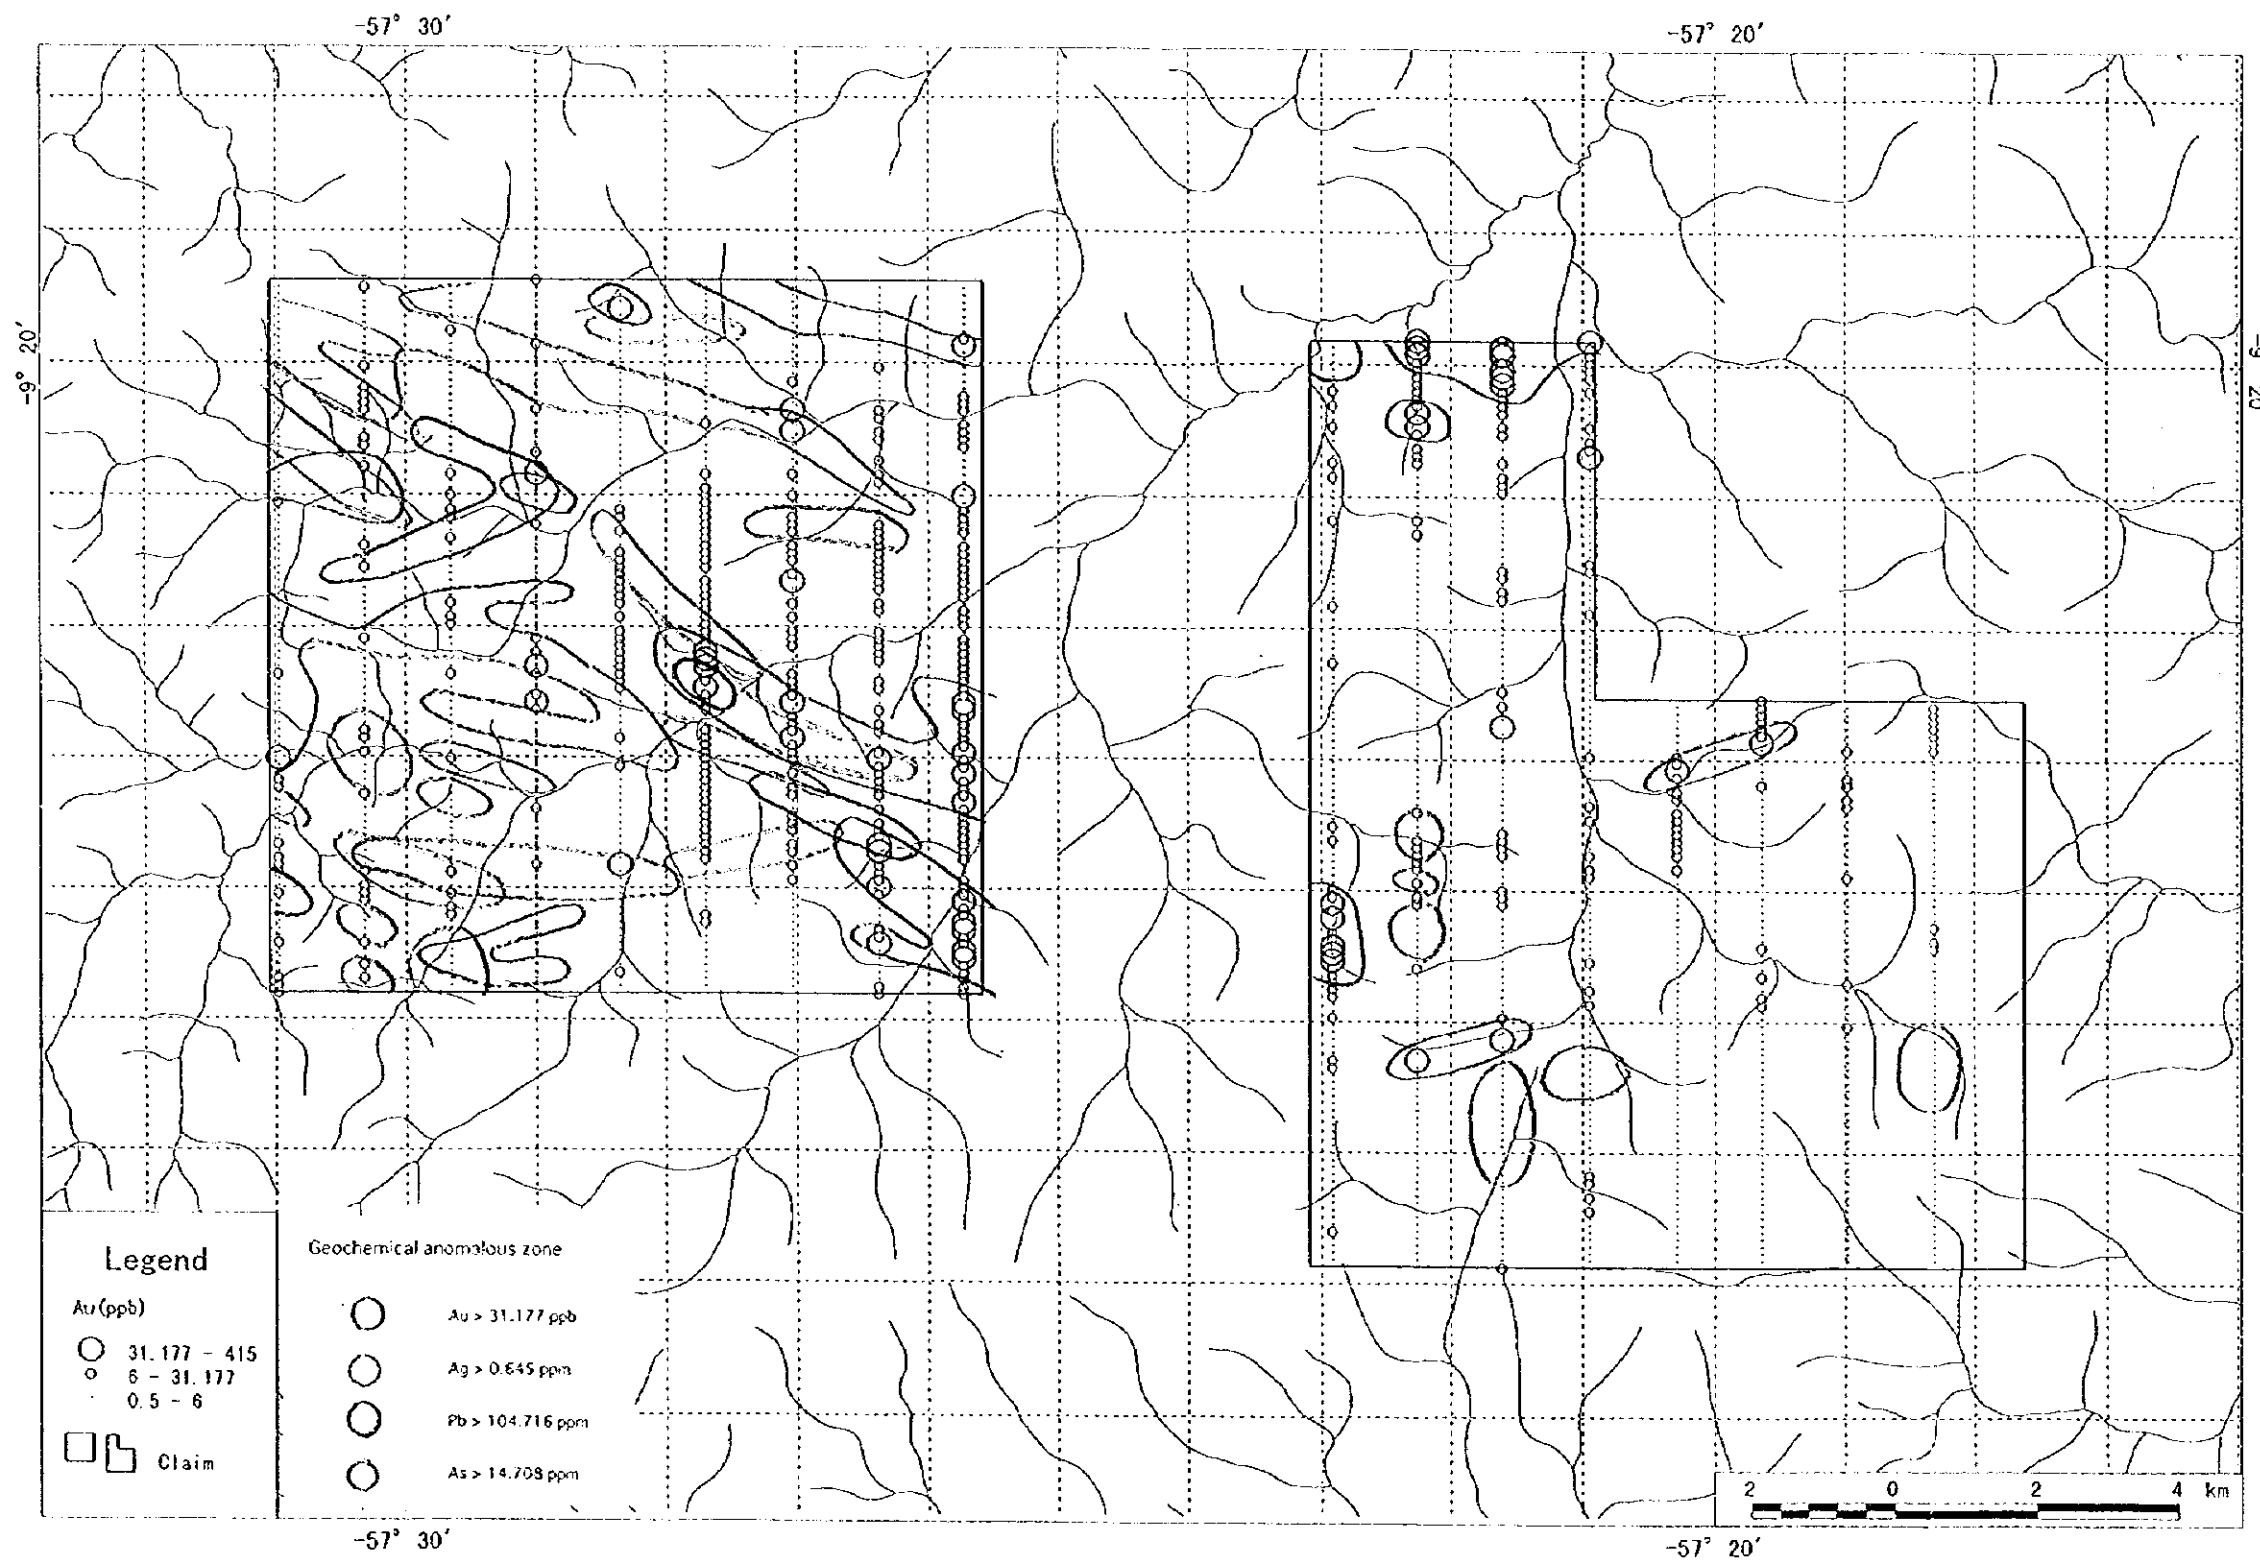 -57° 30′
-57° 20′
-9° 20′
-9 20
Legend
Au(ppb)
31.177 - 415
6 - 31.177
0.5 - 6
Claim
Geochemical anomalous zone
Au > 31.177 ppb
Ag > 0.645 ppm
Pb > 104.716 ppm
As > 14.708 ppm
2 0 2 4 km
-57° 30′
-57° 20′